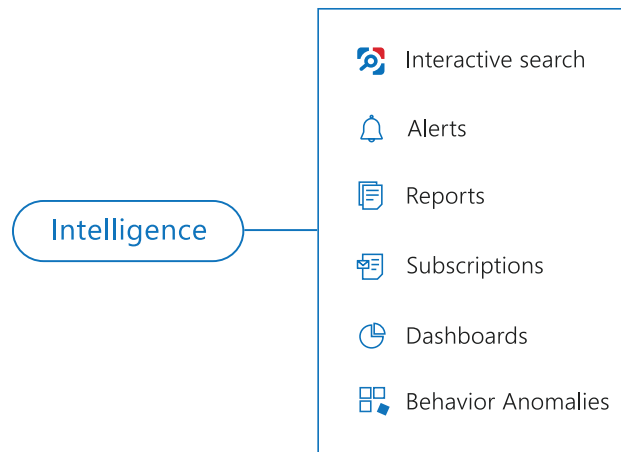 Interactive search
Alerts
Reports
Intelligence
Subscriptions
Dashboards
Behavior Anomalies